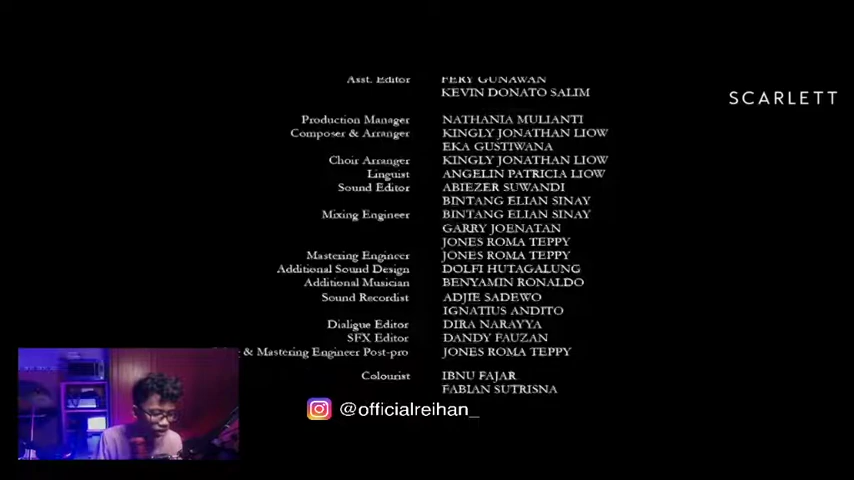 Asst. Editor FERY GUNAWAN
KEVIN DONATO SALIM
SCARLETT
Production Manager NATHANIA MULIANTI
Composer & Arranger KINGLY JONATHAN LIOW
EKA GUSTIWANA
Choir Arranger KINGLY JONATHAN LIOW
Linguist ANGELIN PATRICIA LIOW
Sound Editor ABIEZER SUWANDI
BINTANG ELIAN SINAY
Mixing Engineer BINTANG ELIAN SINAY
GARRY JOENATAN
JONES ROMA TEPPY
Mastering Engineer JONES ROMA TEPPY
Additional Sound Design DOLFI HUTAGALUNG
Additional Musician BENYAMIN RONALDO
Sound Recordist ADJIE SADEWO
IGNATIUS ANDITO
Dialigue Editor DIRA NARAYYA
SFX Editor DANDY FAUZAN
& Mastering Engineer Post-pro JONES ROMA TEPPY
Colourist IBNU FAJAR
FABIAN SUTRISNA
@officialreihan_